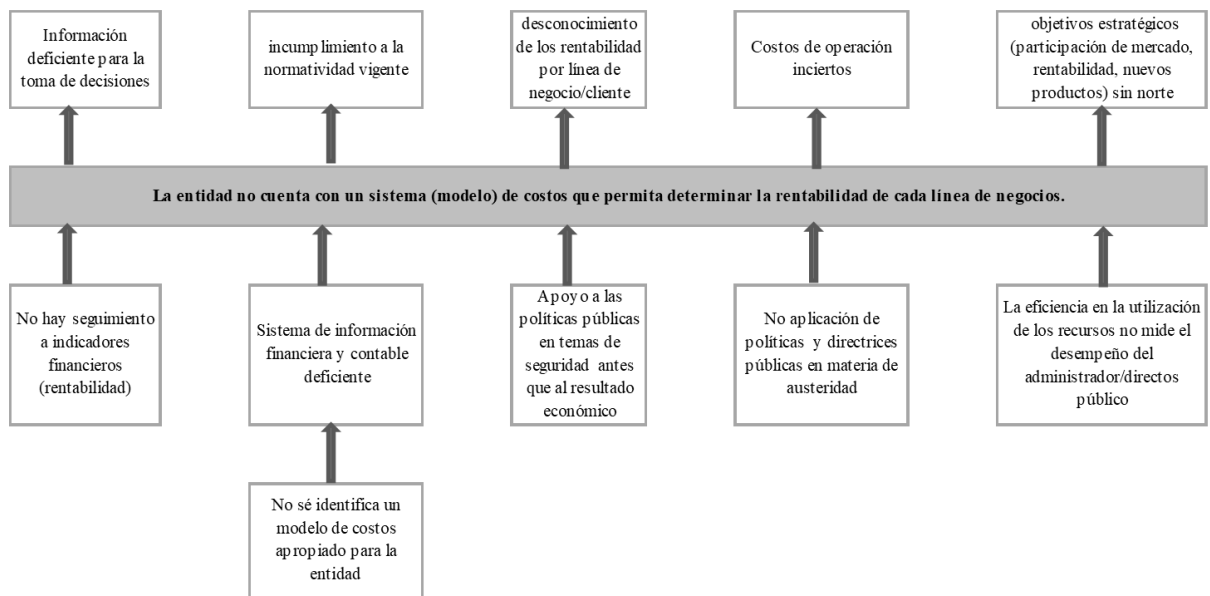 Información
deficiente para la
toma de decisiones
incumplimiento a la
normatividad vigente
desconocimiento
de los rentabilidad
por línea de
negocio/cliente
Costos de operación
inciertos
objetivos estratégicos
(participación de mercado,
rentabilidad, nuevos
productos) sin norte
La entidad no cuenta con un sistema (modelo) de costos que permita determinar la rentabilidad de cada línea de negocios.
No hay seguimiento
a indicadores
financieros
(rentabilidad)
Sistema de información
financiera y contable
deficiente
Apoyo a las
políticas públicas
en temas de
seguridad antes
que al resultado
económico
No aplicación de
políticas y directrices
públicas en materia de
austeridad
La eficiencia en la utilización
de los recursos no mide el
desempeño del
administrador/directos
público
No sé identifica un
modelo de costos
apropiado para la
entidad